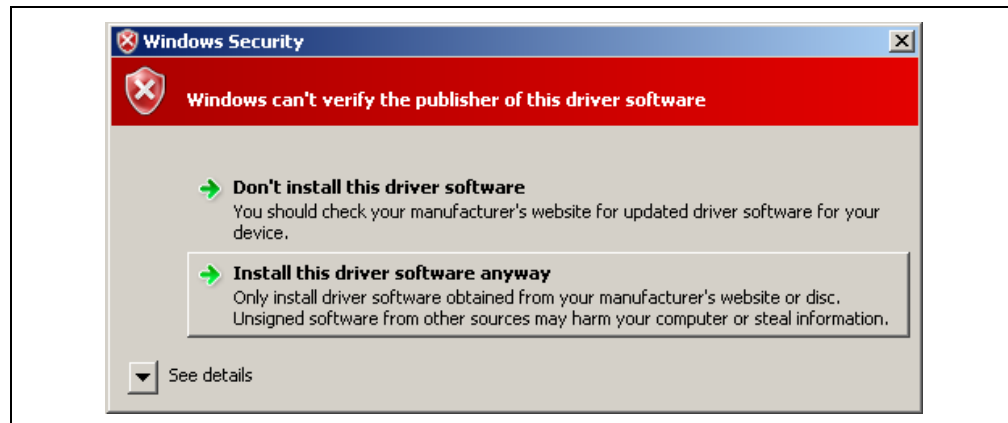 Windows Security
Windows can't verify the publisher of this driver software
Don't install this driver software
You should check your manufacturer's website for updated driver software for your
device.
Install this driver software anyway
Only install driver software obtained from your manufacturer's website or disc.
Unsigned software from other sources may harm your computer or steal information.
See details